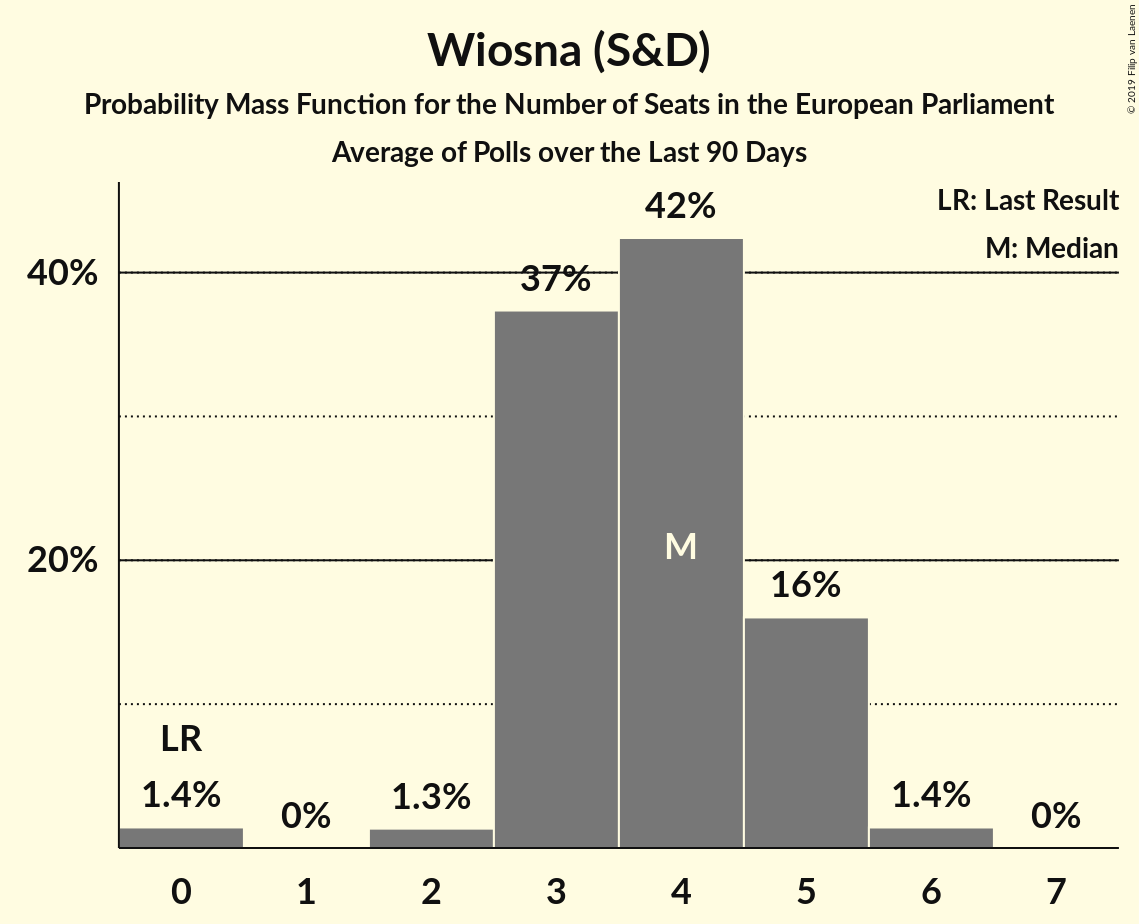 Wiosna (S&D)
Probability Mass Function for the Number of Seats in the European Parliament
Average of Polls over the Last 90 Days
© 2019 Filip van Laenen
LR: Last Result
M: Median
42%
40%
37%
M
20%
16%
LR
1.4%
0%
1.3%
1.4%
0%
0 1 2 3 4 5 6 7